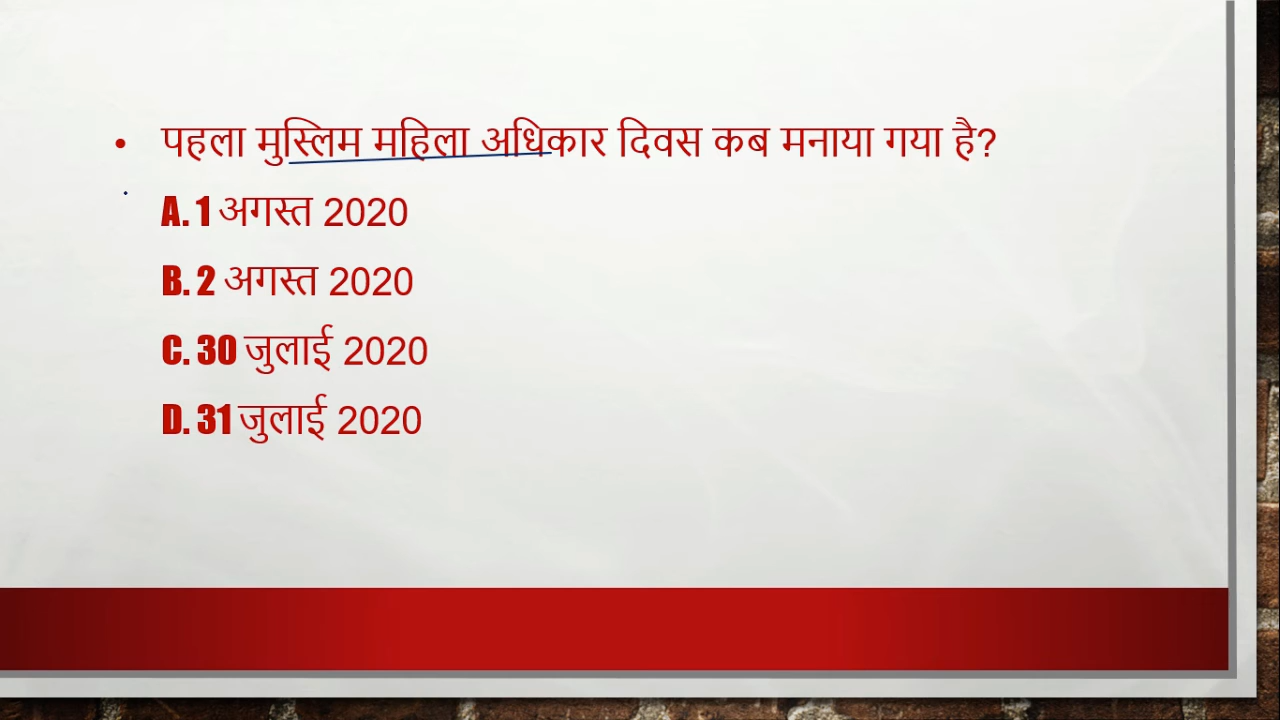 • पहला मुस्लिम महिला अधिकार दिवस कब मनाया गया है?
A. 1 अगस्त 2020
B. 2 अगस्त 2020
C. 30 जुलाई 2020
D. 31 जुलाई 2020